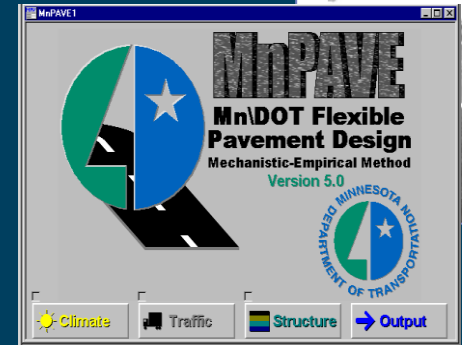 MnPAVE1
MnPAVE
Mn\DOT Flexible
Pavement Design
Mechanistic-Empirical Method
Version 5.0
MINNESOTA
DEPARTMENT OF TRANSPORTATION
Climate
Traffic
Structure
Output